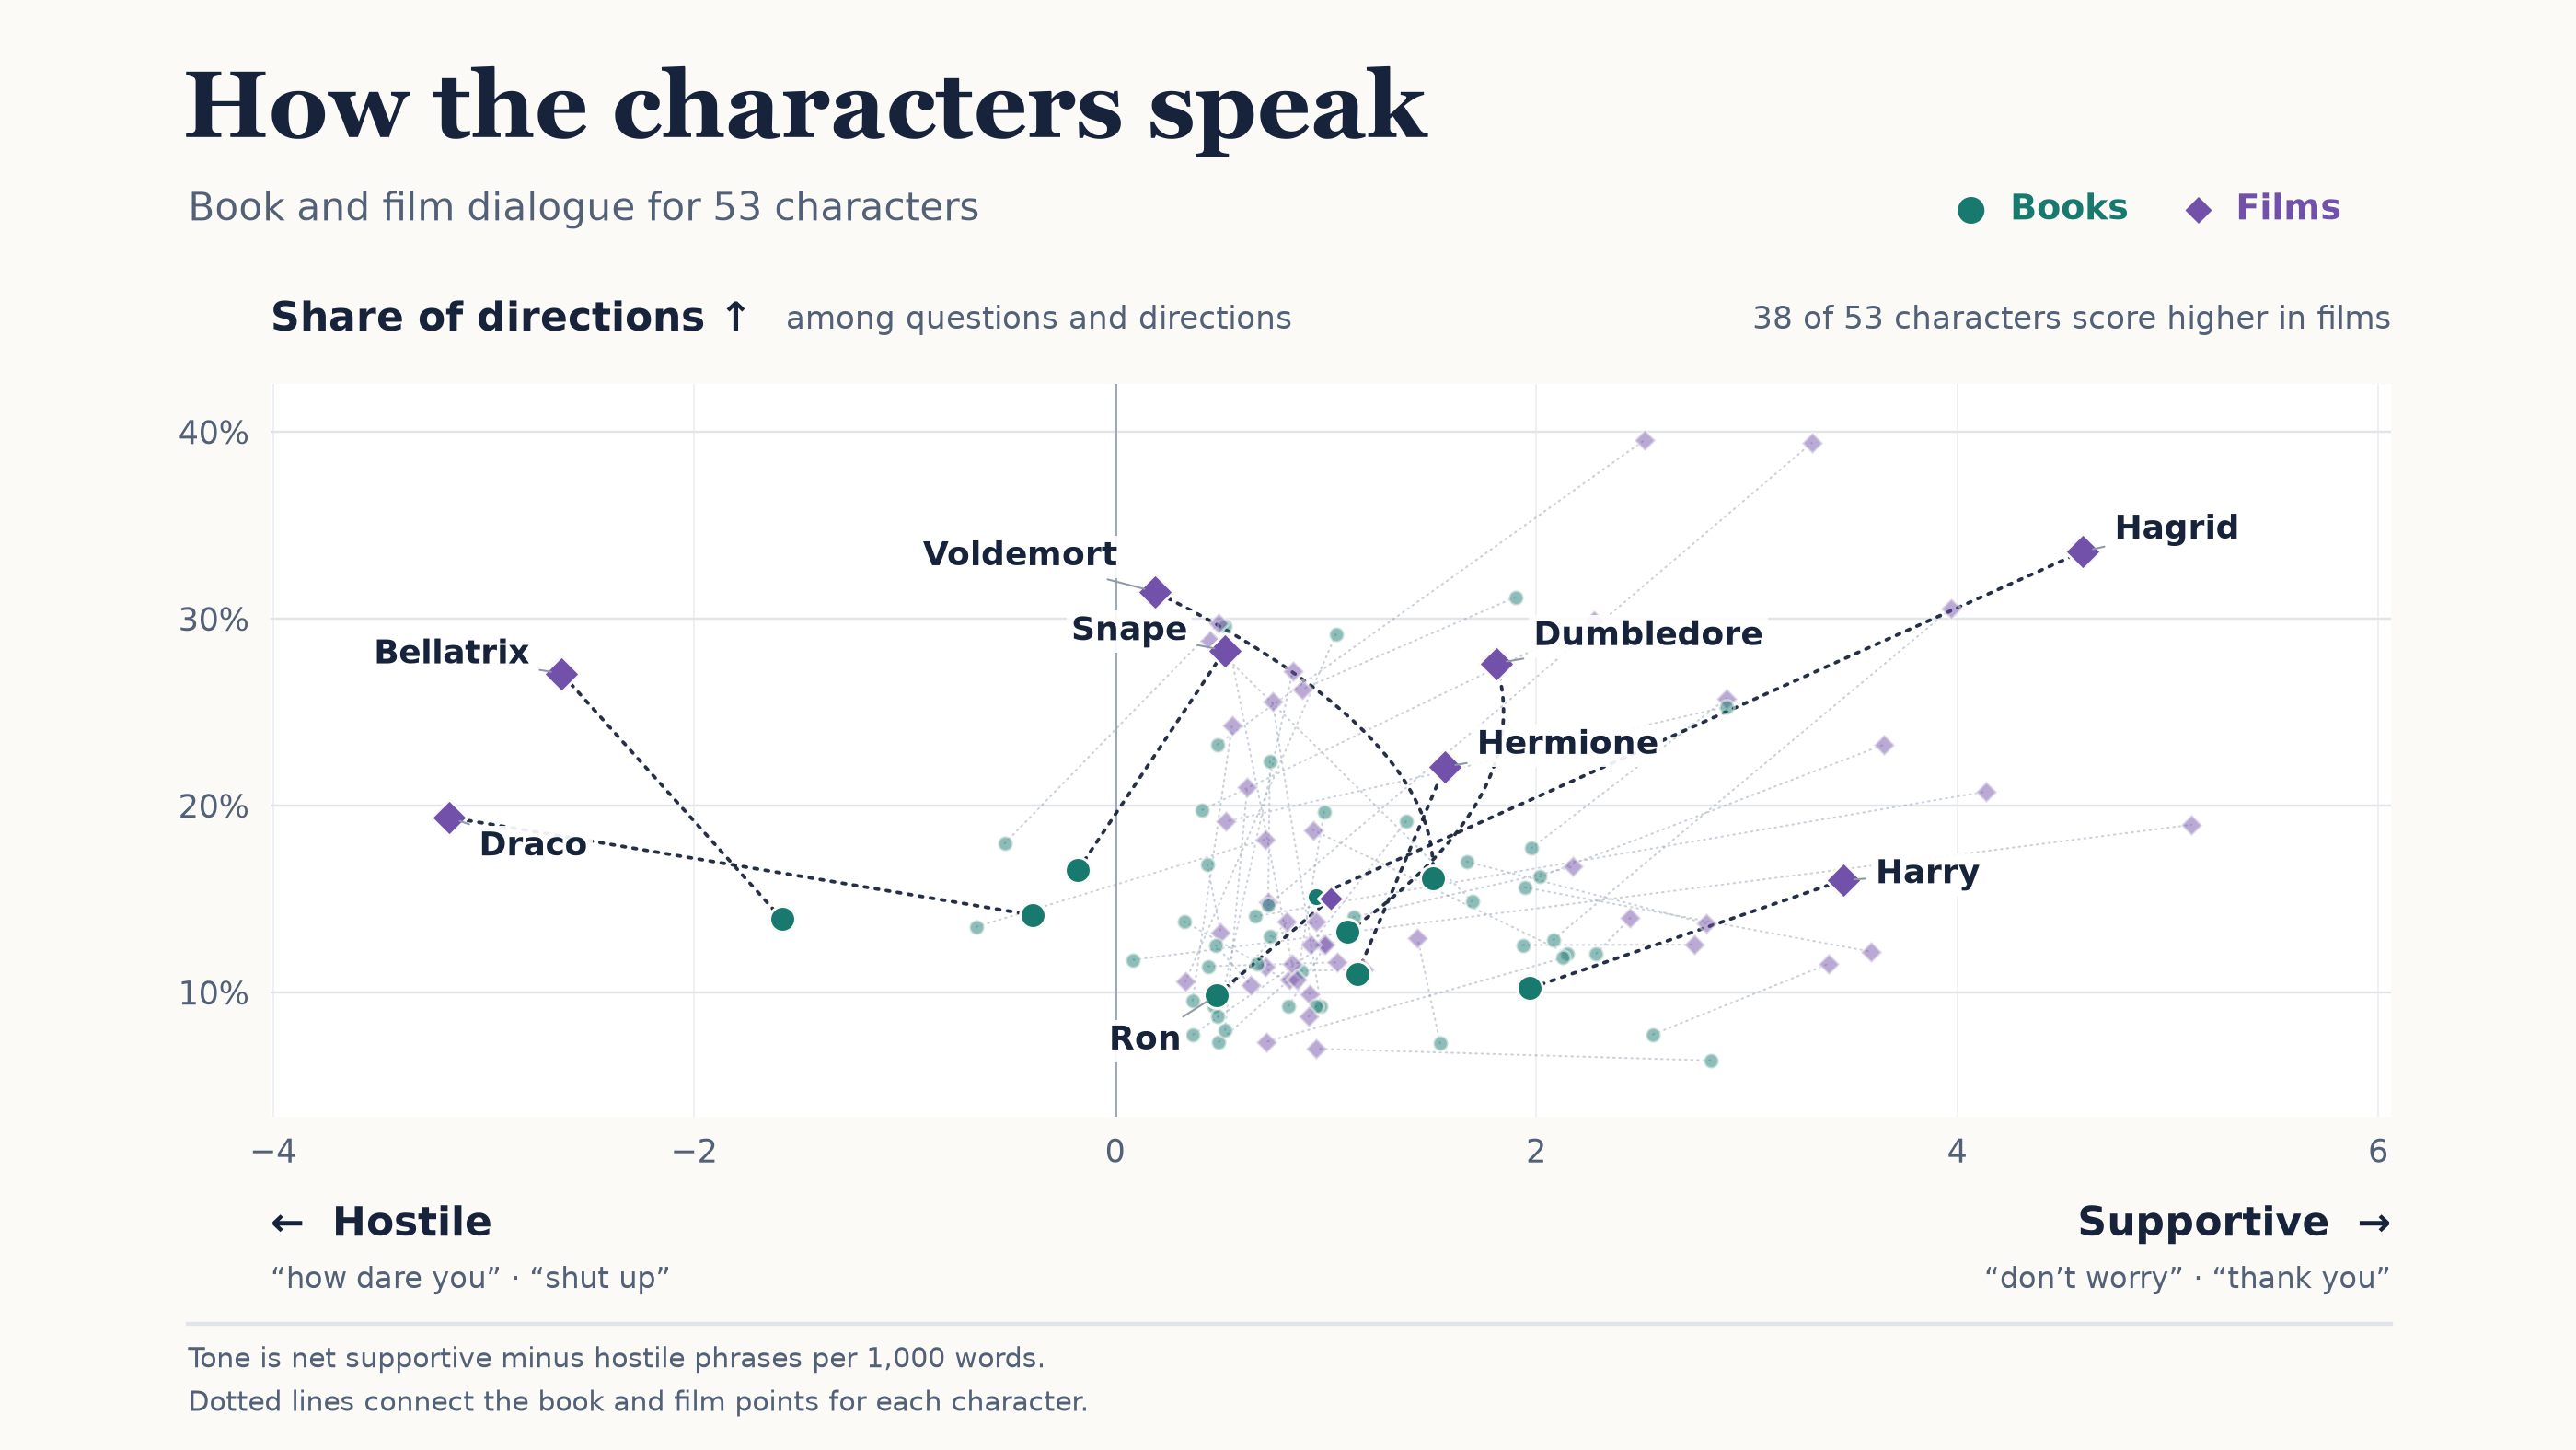 How the characters speak
Book and film dialogue for 53 characters
Books
Films
Share of directions ↑ among questions and directions
38 of 53 characters score higher in films
40%
30%
20%
10%
Hagrid
Voldemort
Snape
Dumbledore
Bellatrix
Hermione
Draco
Harry
Ron
−4
−2
0
2
4
6
← Hostile
Supportive →
“how dare you” · “shut up”
“don’t worry” · “thank you”
Tone is net supportive minus hostile phrases per 1,000 words.
Dotted lines connect the book and film points for each character.